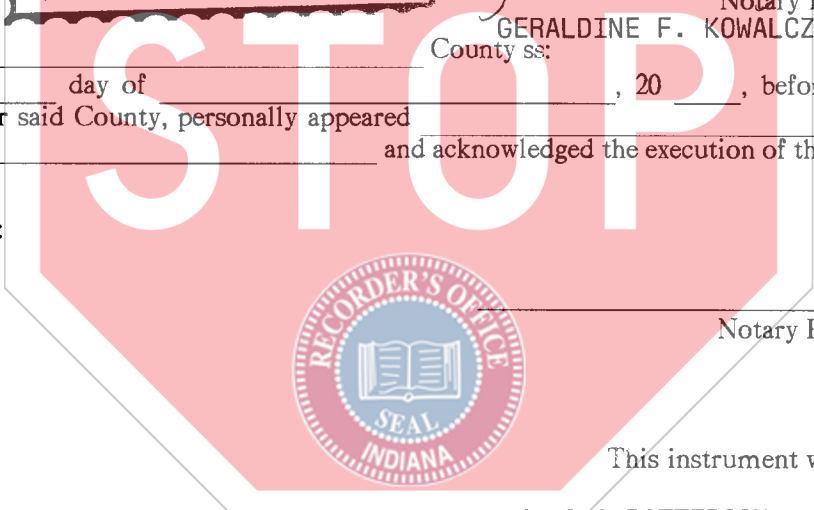 Notary
GERALDINE F. KOWALCZ
County ss:
day of , 20 , befor
r said County, personally appeared
and acknowledged the execution of th
STOP
RECORDER'S OFFICE
SEAL
INDIANA
Notary
This instrument w